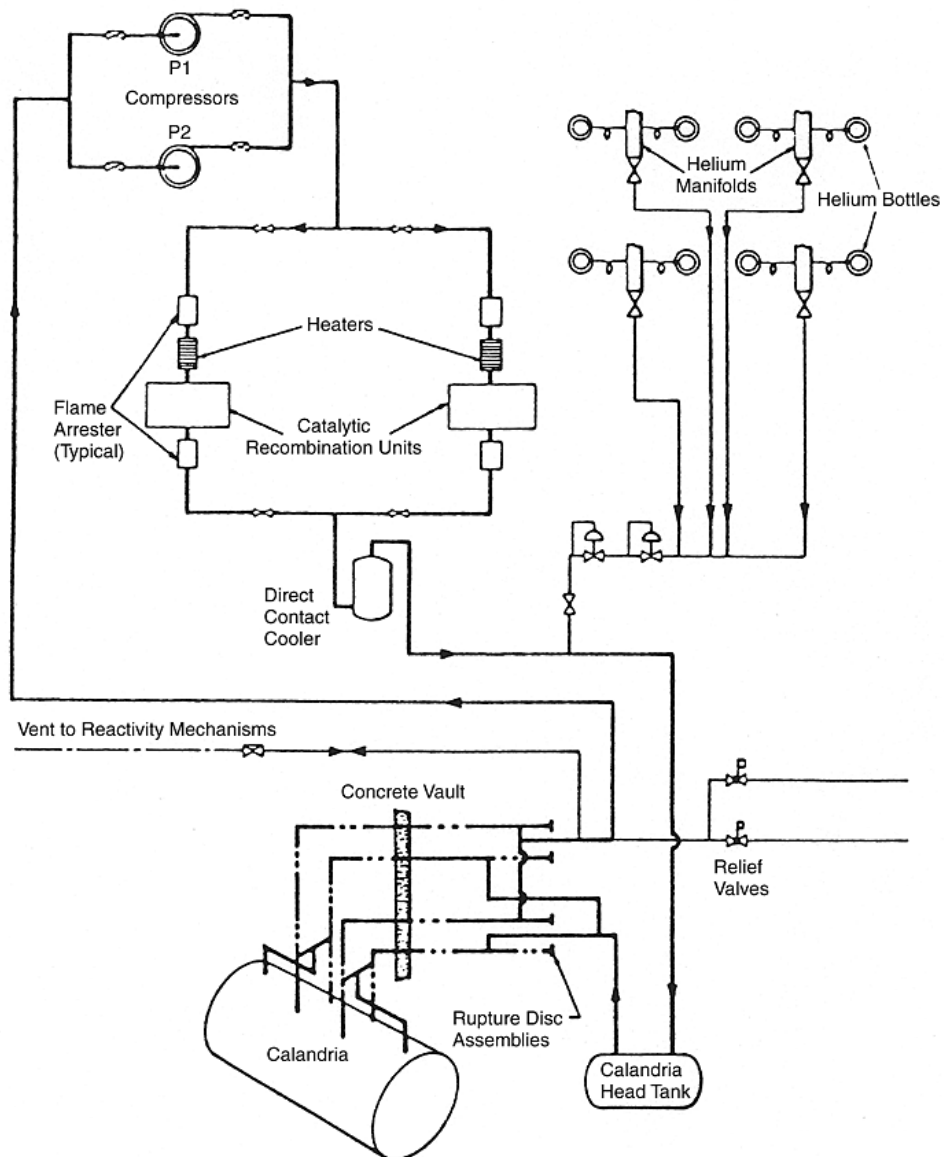 P1
Compressors
P2
Helium
Manifolds
Helium Bottles
Heaters
Flame
Arrester
(Typical)
Catalytic
Recombination Units
Direct
Contact
Cooler
Vent to Reactivity Mechanisms
Concrete Vault
Relief
Valves
Rupture Disc
Assemblies
Calandria
Calandria
Head Tank